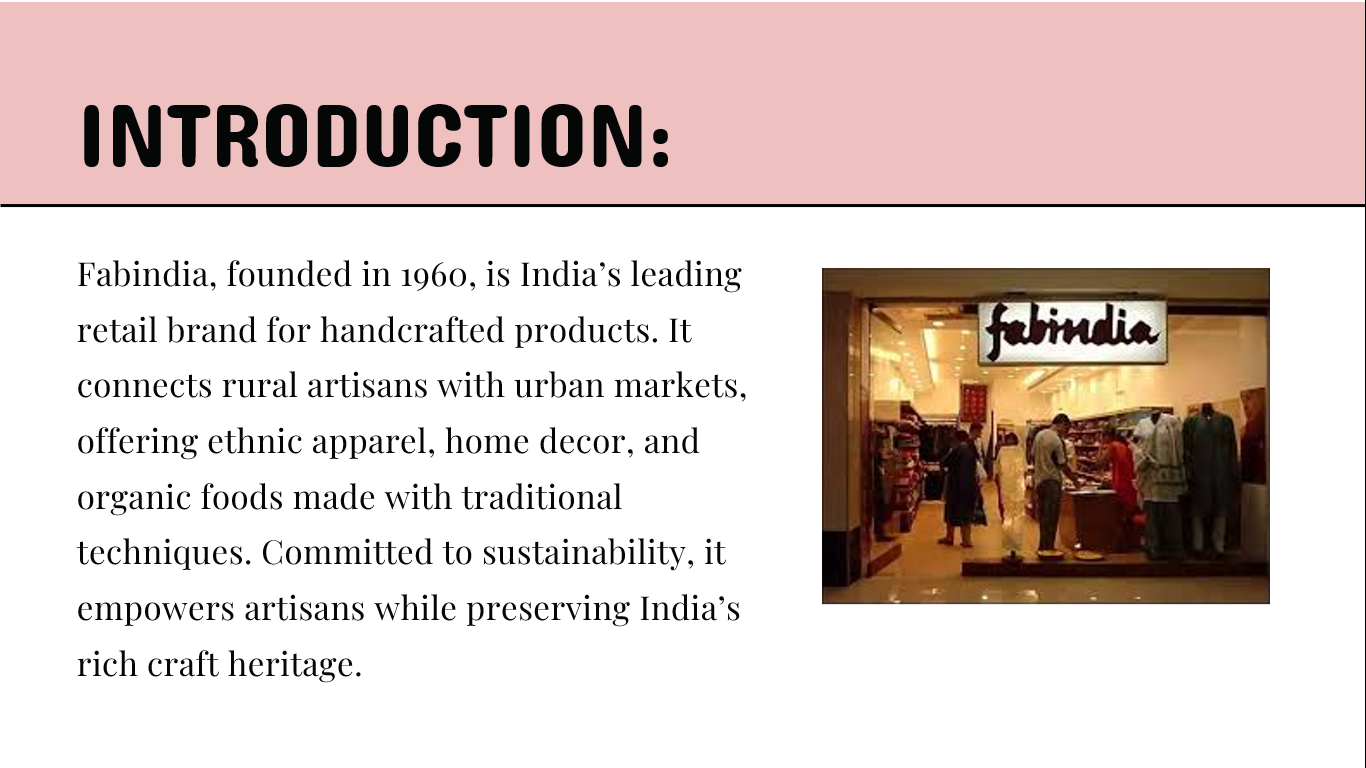 INTRODUCTION:
Fabindia, founded in 1960, is India’s leading
retail brand for handcrafted products. It
connects rural artisans with urban markets,
offering ethnic apparel, home decor, and
organic foods made with traditional
techniques. Committed to sustainability, it
empowers artisans while preserving India’s
rich craft heritage.
fabindia